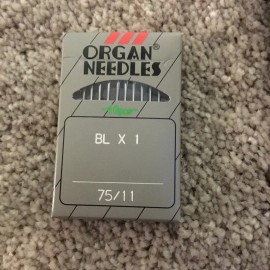 ORGAN®
NEEDLES
BL X 1
75/11